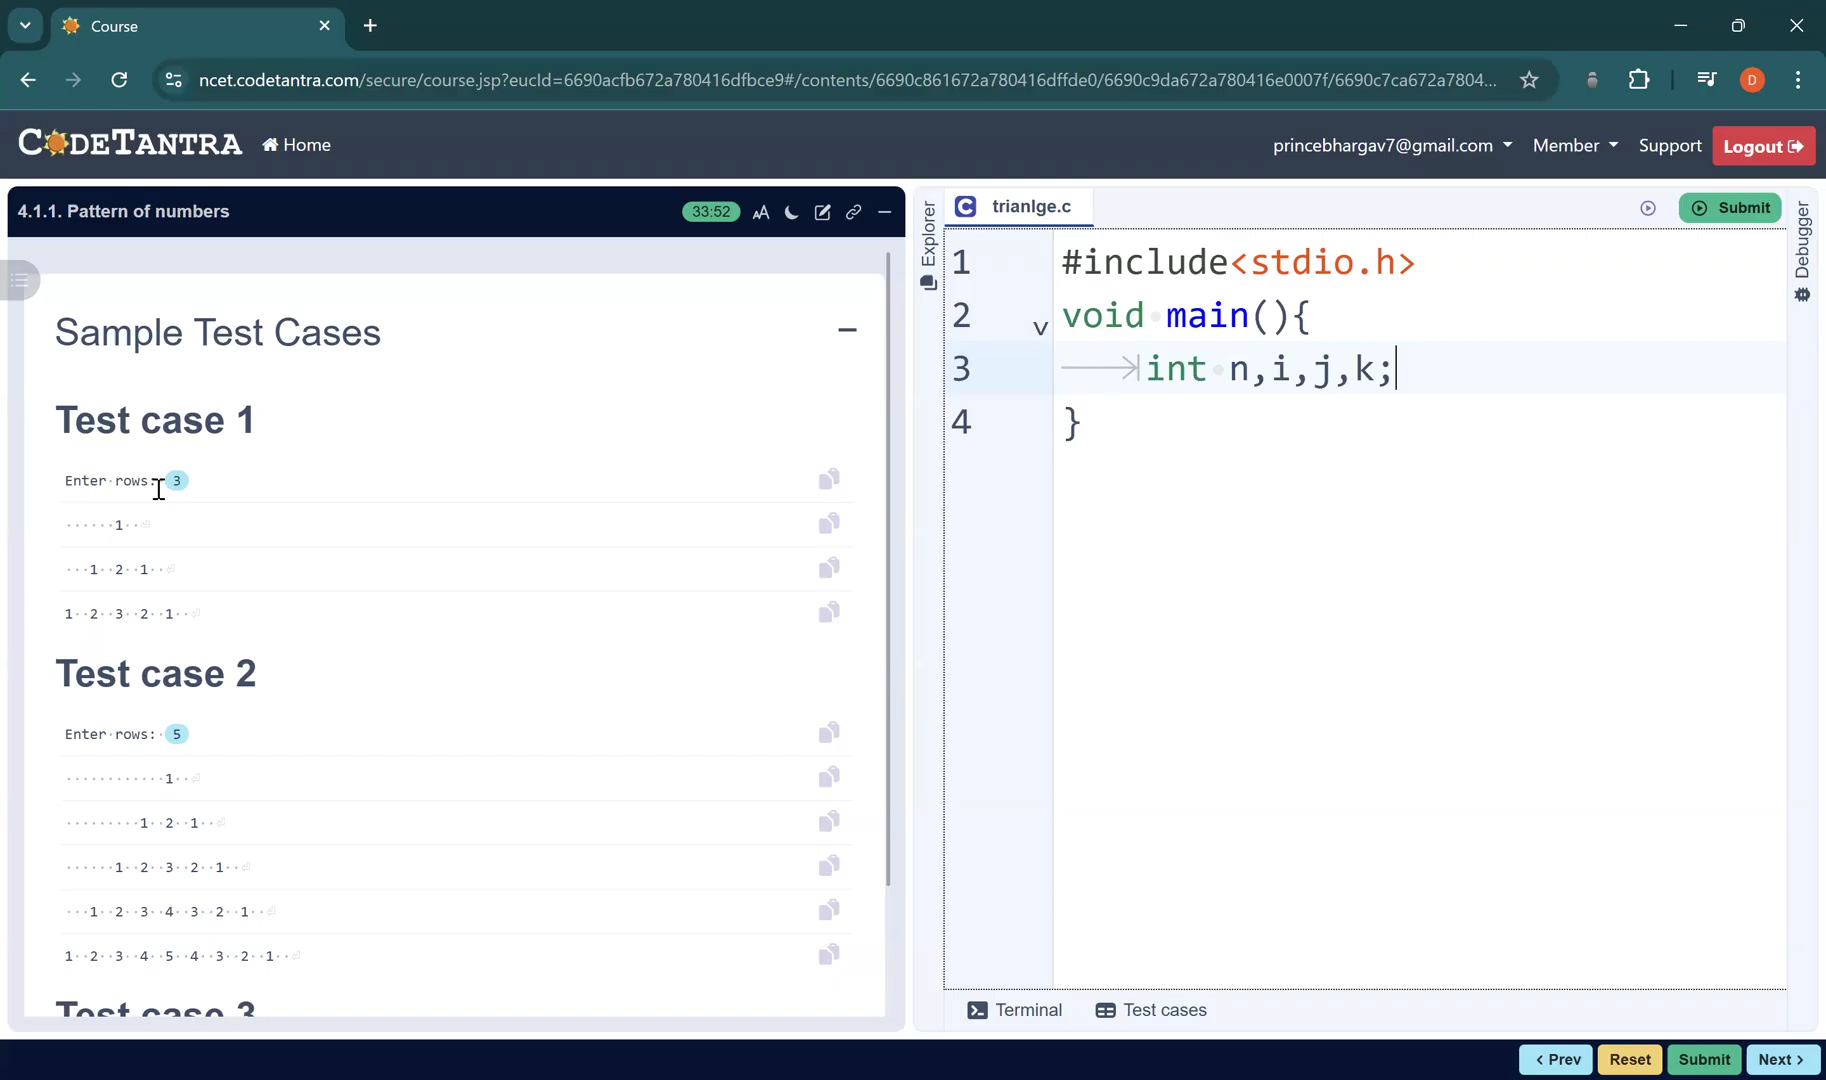 Course
ncet.codetantra.com/secure/course.jsp?eucId=6690acfb672a780416dfbce9#/contents/6690c861672a780416dffde0/6690c9da672a780416e0007f/6690c7ca672a7804...
D
CODETANTRA
Home
princebhargav7@gmail.com
Member
Support
Logout
4.1.1. Pattern of numbers
33:52
Sample Test Cases
Test case 1
Enter·rows:·3
······1··⏎
···1··2··1··⏎
1··2··3··2··1··⏎
Test case 2
Enter·rows:·5
············1··⏎
·········1··2··1··⏎
······1··2··3··2··1··⏎
···1··2··3··4··3··2··1··⏎
1··2··3··4··5··4··3··2··1··⏎
Test case 3
Explorer
trianlge.c
Submit
Debugger
1 #include<stdio.h>
2 void·main(){
3 int·n,i,j,k;
4 }
Terminal
Test cases
< Prev
Reset
Submit
Next >